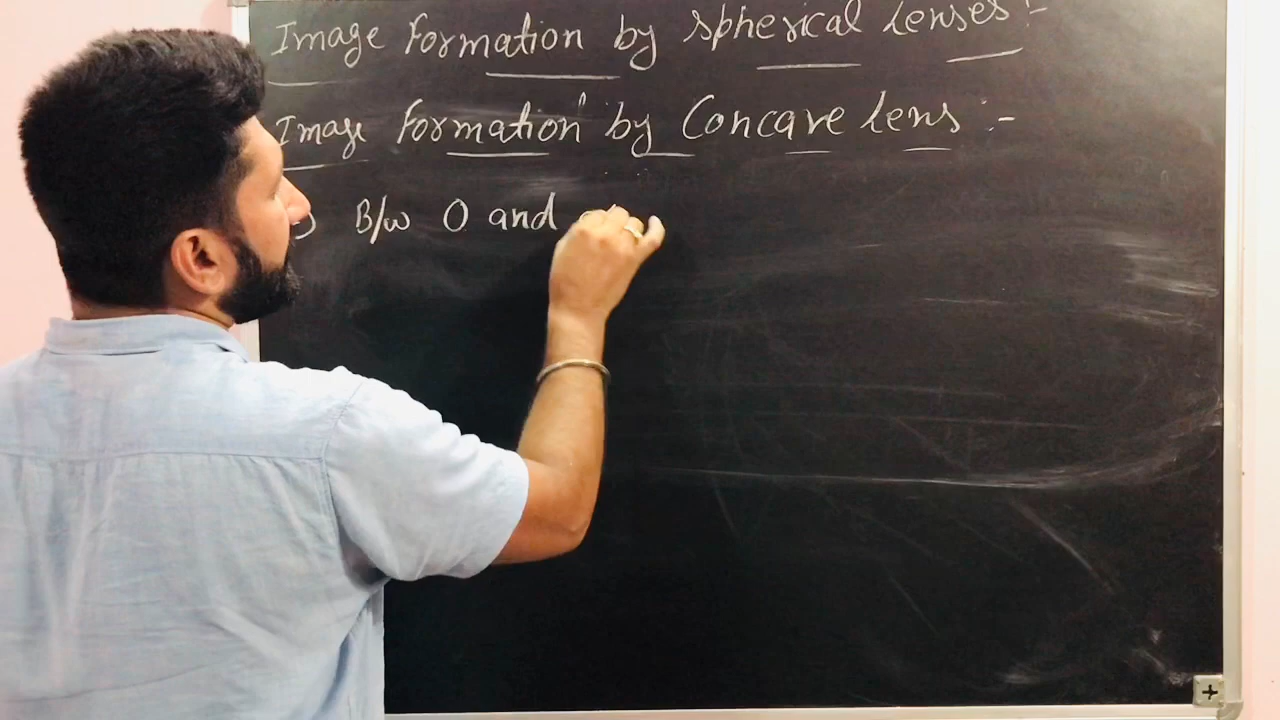 Image Formation by spherical lenses :-
Image Formation by Concave lens :-
B/w O and